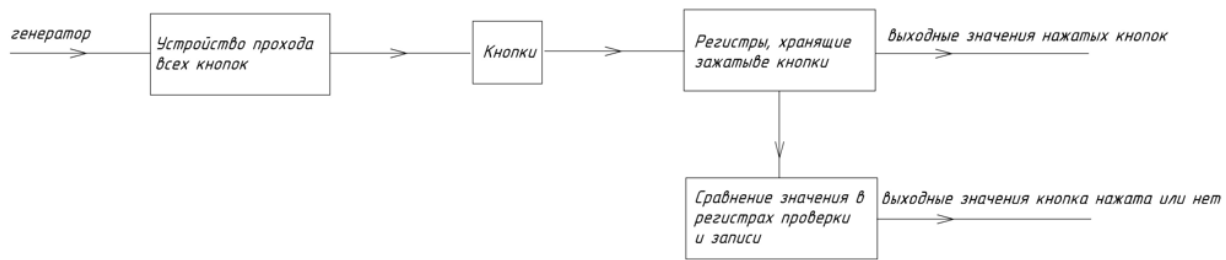 генератор
Устройство прохода
всех кнопок
Кнопки
Регистры, хранящие
зажатыве кнопки
выходные значения нажатых кнопок
Сравнение значения в
регистрах проверки
и записи
выходные значения кнопка нажата или нет